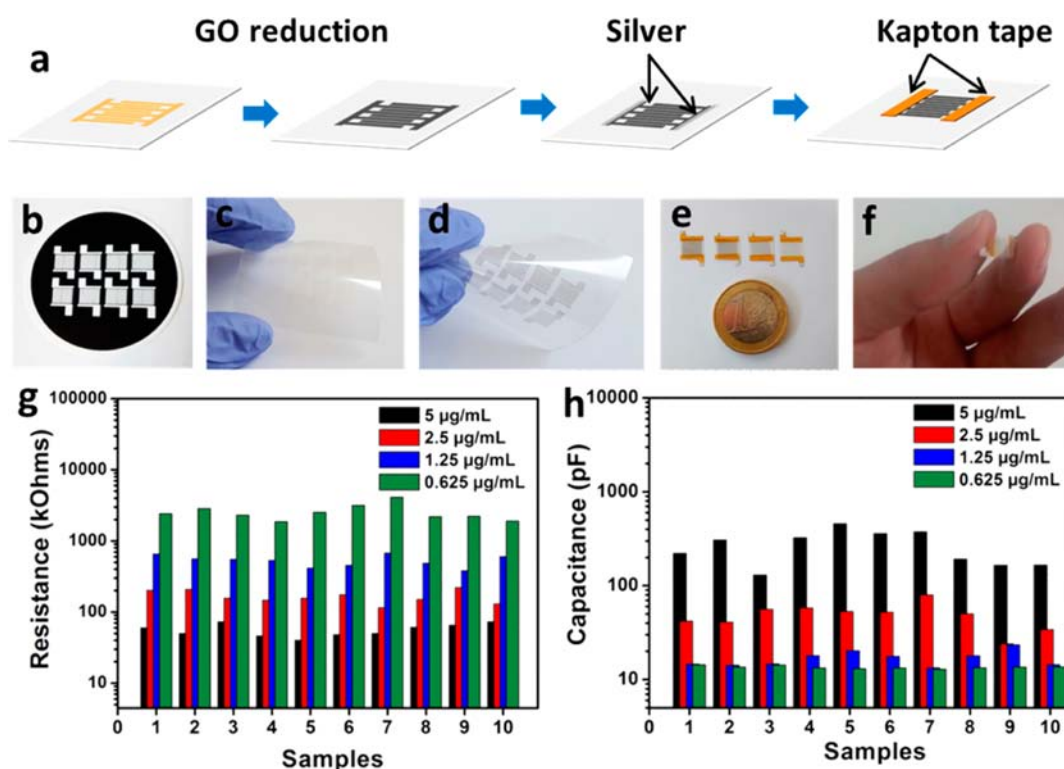 GO reduction Silver Kapton tape
a
b c d e f
g
100000
10000
1000
100
10
Resistance (kOhms)
5 µg/mL
2.5 µg/mL
1.25 µg/mL
0.625 µg/mL
0 1 2 3 4 5 6 7 8 9 10
Samples
h
10000
1000
100
10
Capacitance (pF)
5 µg/mL
2.5 µg/mL
1.25 µg/mL
0.625 µg/mL
0 1 2 3 4 5 6 7 8 9 10
Samples